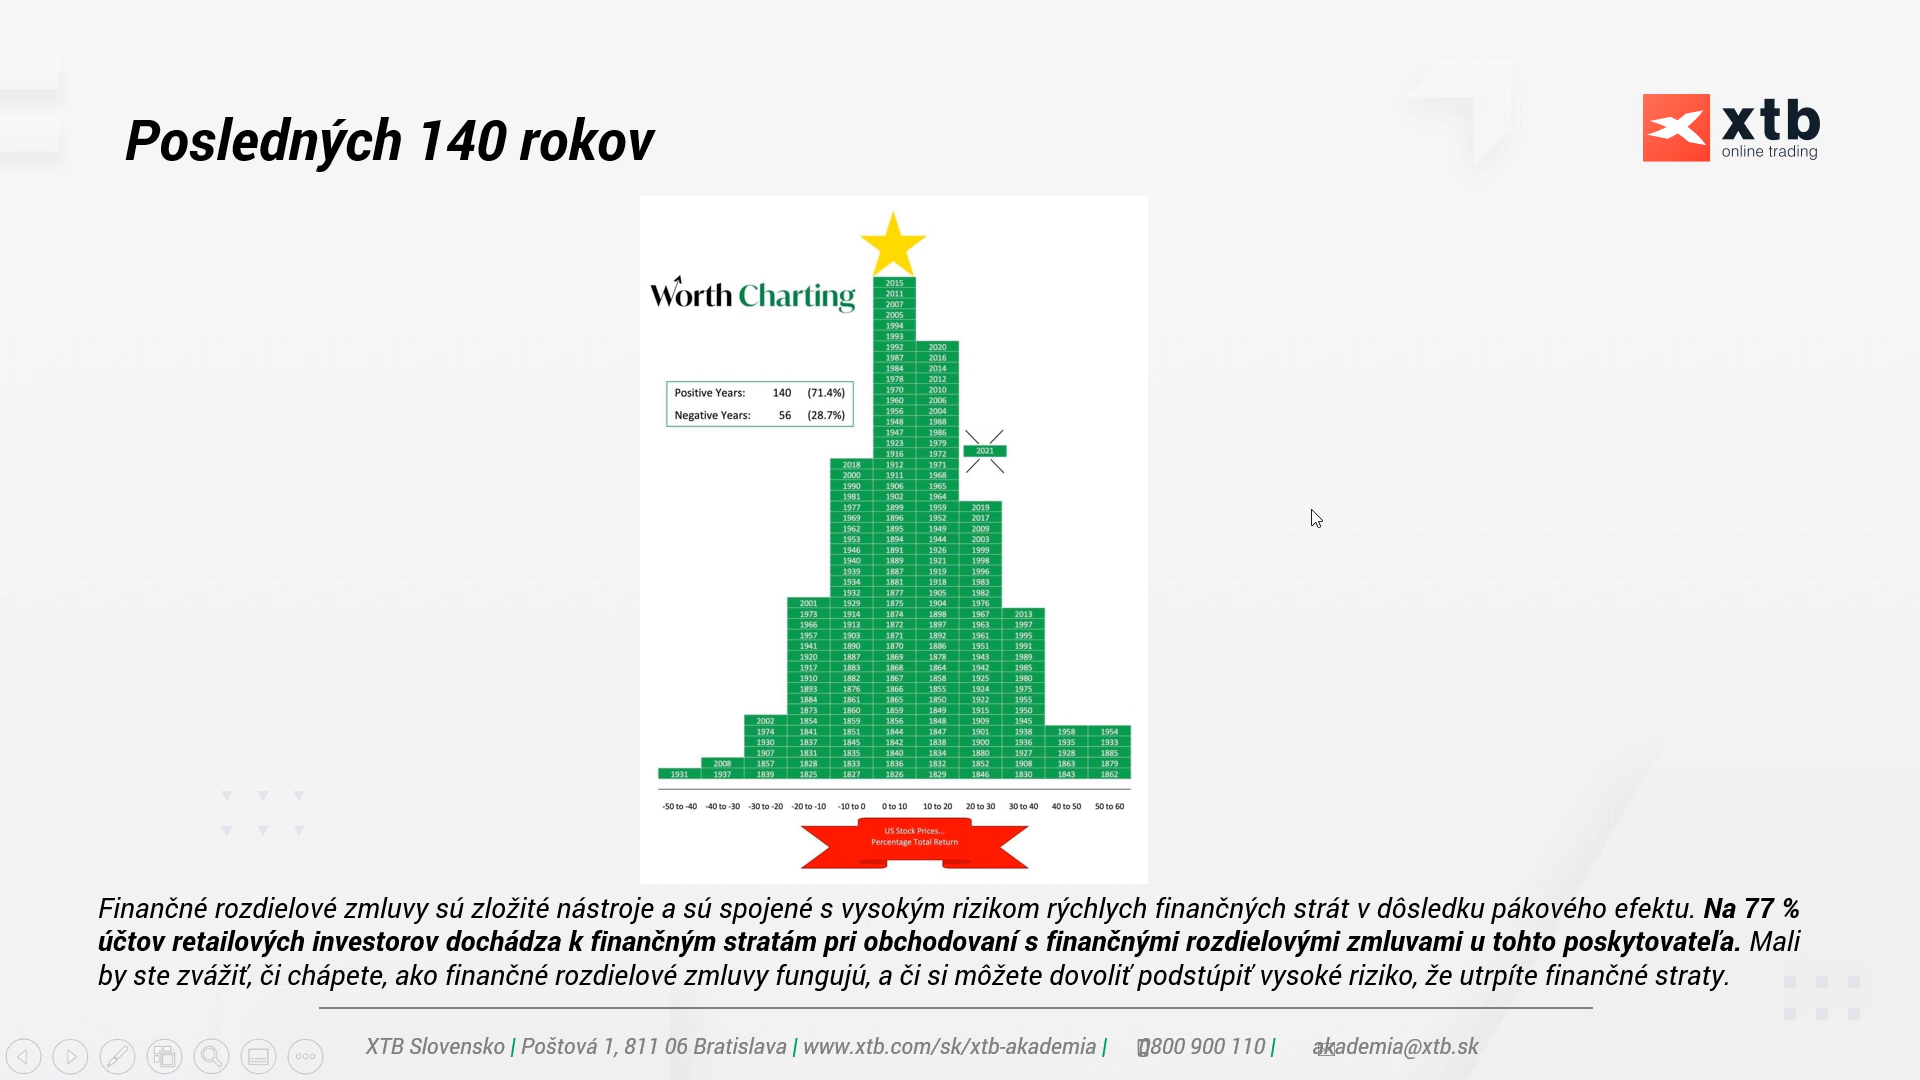 Posledných 140 rokov
xtb
online trading
Worth Charting
Positive Years: 140 (71.4%)
Negative Years: 56 (28.7%)
2015
2011
2007
2005
1994
1993
1992 2020
1987 2016
1984 2014
1978 2012
1970 2010
1960 2006
1956 2004
1948 1988
1947 1986
1923 1979
1916 1972 2021
2018 1912 1971
2000 1911 1968
1990 1906 1965
1981 1902 1964
1977 1899 1959 2019
1969 1896 1952 2017
1962 1895 1949 2009
1953 1894 1944 2003
1946 1891 1926 1999
1940 1889 1921 1998
1939 1887 1919 1996
1934 1881 1918 1983
1932 1877 1905 1982
2001 1929 1875 1904 1976
1973 1914 1874 1898 1967 2013
1966 1913 1872 1897 1963 1997
1957 1903 1871 1892 1961 1995
1941 1890 1870 1886 1951 1991
1920 1887 1869 1878 1943 1989
1917 1883 1868 1864 1942 1985
1910 1882 1867 1858 1925 1980
1893 1876 1866 1855 1924 1975
1884 1861 1865 1850 1922 1955
1873 1860 1859 1849 1915 1950
2002 1854 1859 1856 1848 1909 1945
1974 1841 1851 1844 1847 1901 1938 1958 1954
1930 1837 1845 1842 1838 1900 1936 1935 1933
1907 1831 1835 1840 1834 1880 1927 1928 1885
2008 1857 1828 1833 1836 1832 1852 1908 1863 1879
1931 1937 1839 1825 1827 1826 1829 1846 1830 1843 1862
-50 to -40 -40 to -30 -30 to -20 -20 to -10 -10 to 0 0 to 10 10 to 20 20 to 30 30 to 40 40 to 50 50 to 60
US Stock Prices...
Percentage Total Return
Finančné rozdielové zmluvy sú zložité nástroje a sú spojené s vysokým rizikom rýchlych finančných strát v dôsledku pákového efektu. Na 77 %
účtov retailových investorov dochádza k finančným stratám pri obchodovaní s finančnými rozdielovými zmluvami u tohto poskytovateľa. Mali
by ste zvážiť, či chápete, ako finančné rozdielové zmluvy fungujú, a či si môžete dovoliť podstúpiť vysoké riziko, že utrpíte finančné straty.
XTB Slovensko | Poštová 1, 811 06 Bratislava | www.xtb.com/sk/xtb-akademia | 0800 900 110 | akademia@xtb.sk